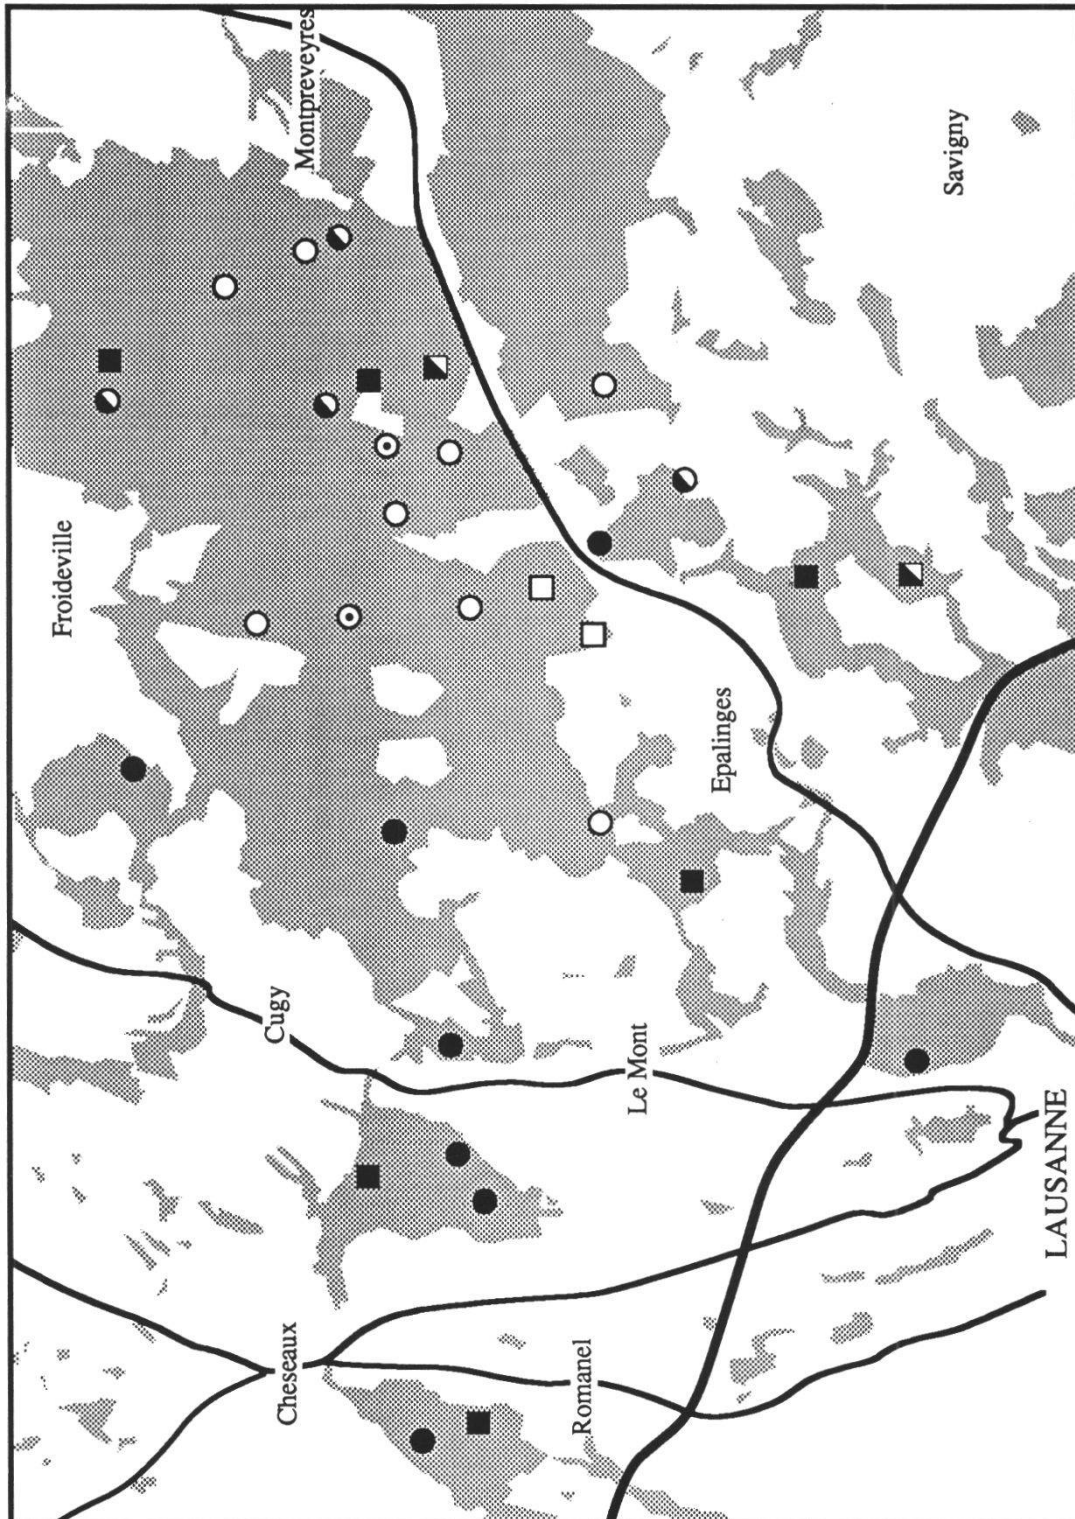 Montpreveyres
Savigny
Froideville
Epalinges
Cugy
Le Mont
LAUSANNE
Cheseaux
Romanel